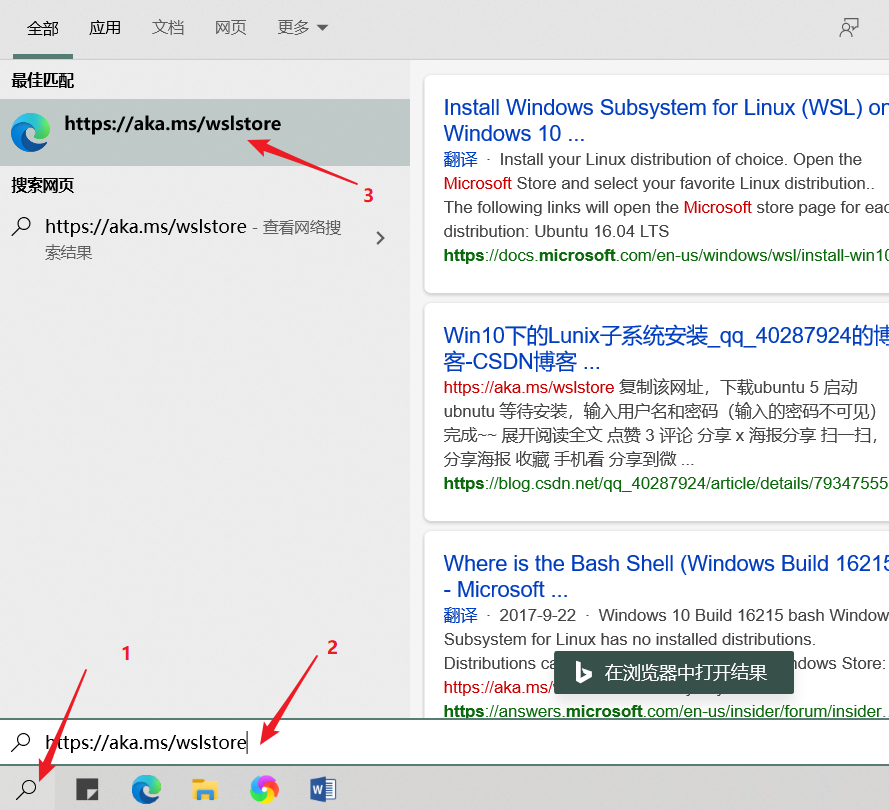 全部 应用 文档 网页 更多
最佳匹配
https://aka.ms/wslstore
3
搜索网页
https://aka.ms/wslstore - 查看网络搜
索结果
Install Windows Subsystem for Linux (WSL) on
Windows 10 ...
翻译 · Install your Linux distribution of choice. Open the
Microsoft Store and select your favorite Linux distribution..
The following links will open the Microsoft store page for eac
distribution: Ubuntu 16.04 LTS
https://docs.microsoft.com/en-us/windows/wsl/install-win10
Win10下的Lunix子系统安装_qq_40287924的博
客-CSDN博客 ...
https://aka.ms/wslstore 复制该网址，下载ubuntu 5 启动
ubnutu 等待安装，输入用户名和密码（输入的密码不可见）
完成~~ 展开阅读全文 点赞 3 评论 分享 x 海报分享 扫一扫，
分享海报 收藏 手机看 分享到微 ...
https://blog.csdn.net/qq_40287924/article/details/79347555
Where is the Bash Shell (Windows Build 16215
- Microsoft ...
翻译 · 2017-9-22 · Windows 10 Build 16215 bash Window
Subsystem for Linux has no installed distributions.
Distributions ca
ndows Store:
https://aka.ms/
https://answers.microsoft.com/en-us/insider/forum/insider.
在浏览器中打开结果
1
2
https://aka.ms/wslstore